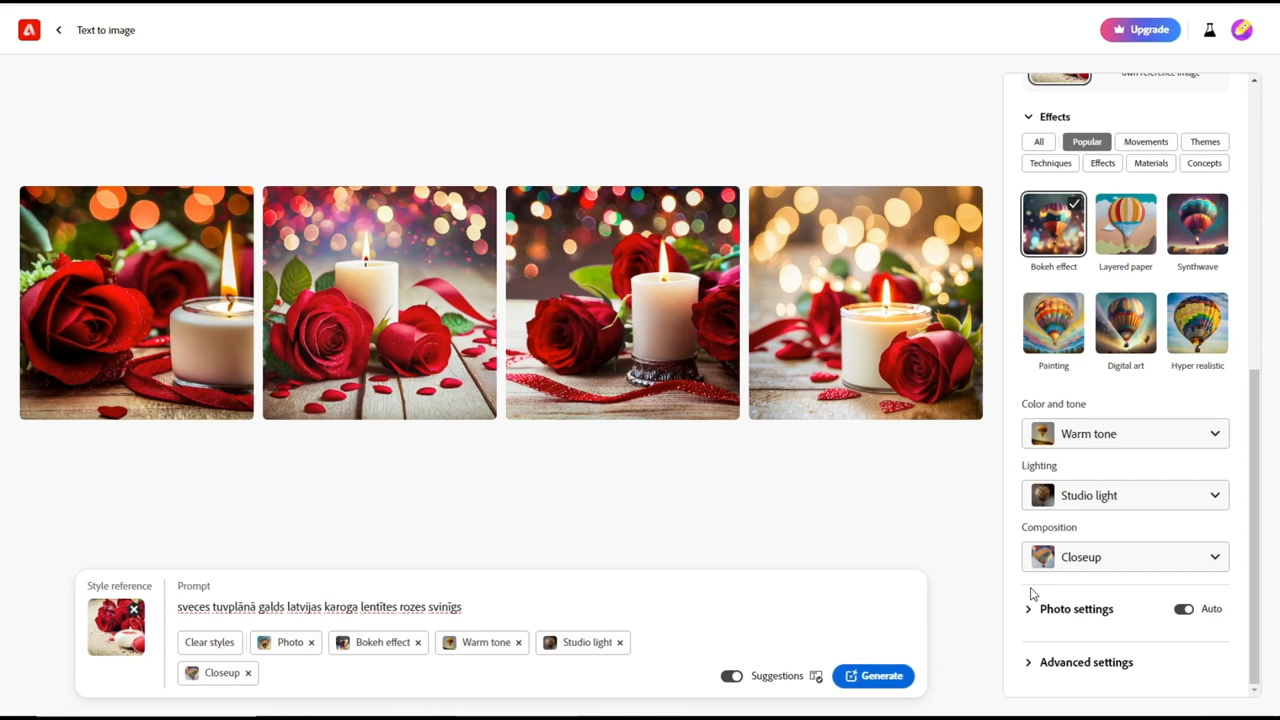 Text to image
Upgrade
own reference image
Effects
All
Popular
Movements
Themes
Techniques
Effects
Materials
Concepts
Bokeh effect
Layered paper
Synthwave
Painting
Digital art
Hyper realistic
Color and tone
Warm tone
Lighting
Studio light
Composition
Closeup
Photo settings
Auto
Advanced settings
Style reference
Prompt
sveces tuvplānā galds latvijas karoga lentītes rozes svinīgs
Clear styles
Photo
Bokeh effect
Warm tone
Studio light
Closeup
Suggestions
Generate